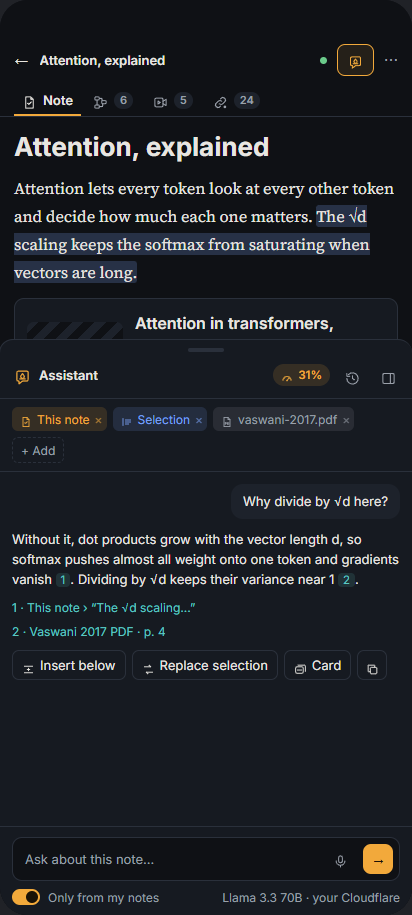 ← Attention, explained ...
Note 6 5 24
Attention, explained
Attention lets every token look at every other token
and decide how much each one matters. The √d
scaling keeps the softmax from saturating when
vectors are long.
Attention in transformers,
Assistant 31%
This note × Selection × vaswani-2017.pdf ×
+ Add
Why divide by √d here?
Without it, dot products grow with the vector length d, so
softmax pushes almost all weight onto one token and gradients
vanish 1. Dividing by √d keeps their variance near 1 2.
1 · This note › “The √d scaling…”
2 · Vaswani 2017 PDF · p. 4
Insert below Replace selection Card
Ask about this note… →
Only from my notes Llama 3.3 70B · your Cloudflare